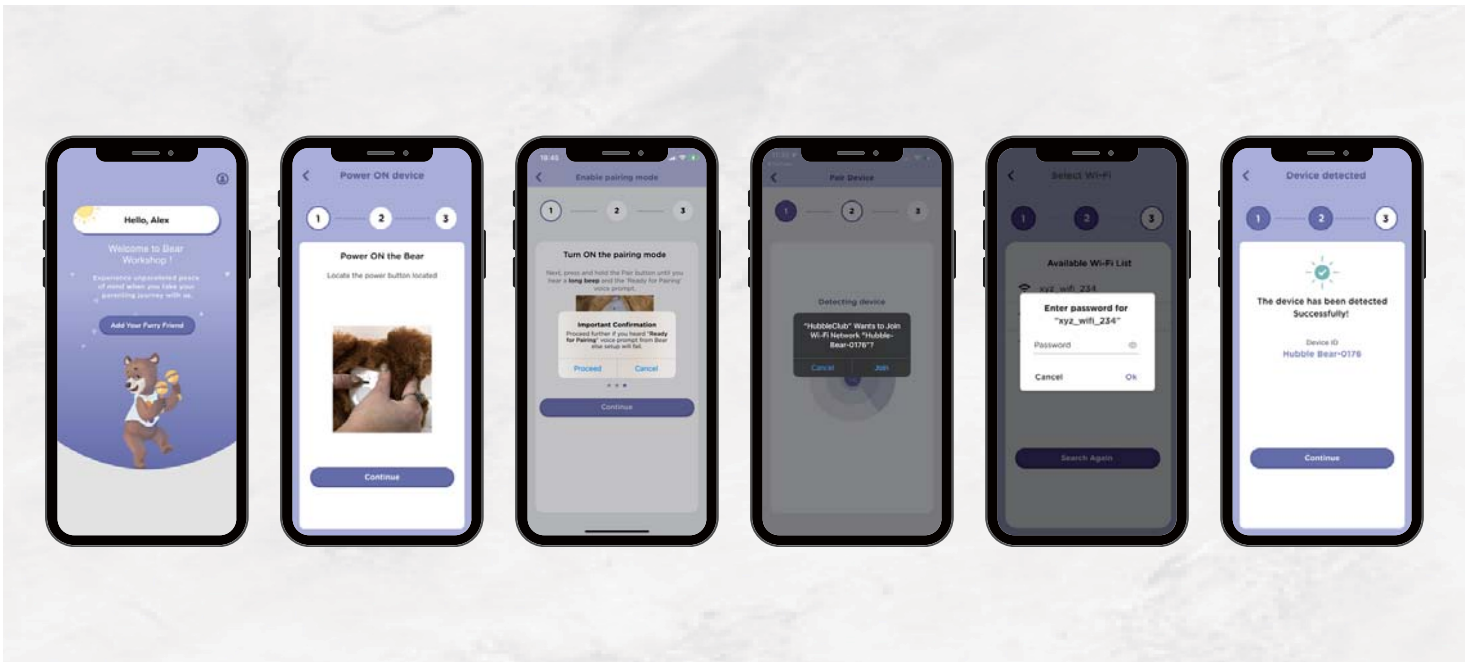 Hello, Alex
Welcome to Bear
Workshop !
Experience unparalleled peace
of mind when you take your
parenting journey with us.
Add Your Furry Friend
Power ON device
1
2
3
Power ON the Bear
Locate the power button located
Continue
19:45
Enable pairing mode
1
2
3
Turn ON the pairing mode
Next, press and hold the Pair button until you
hear a long beep and the 'Ready for Pairing'
voice prompt.
Important Confirmation
Proceed further if you heard "Ready
for Pairing" voice prompt from Bear
else setup will fail.
Proceed
Cancel
Continue
Pair Device
1
2
3
Detecting device
"HubbleClub" Wants to Join
Wi-Fi Network "Hubble-
Bear-0176"?
Cancel
Join
Select Wi-Fi
1
2
3
Available Wi-Fi List
xyz_wifi_234
Enter password for
"xyz_wifi_234"
Password
Cancel
Ok
Search Again
Device detected
1
2
3
The device has been detected
Successfully!
Device ID
Hubble Bear-0176
Continue